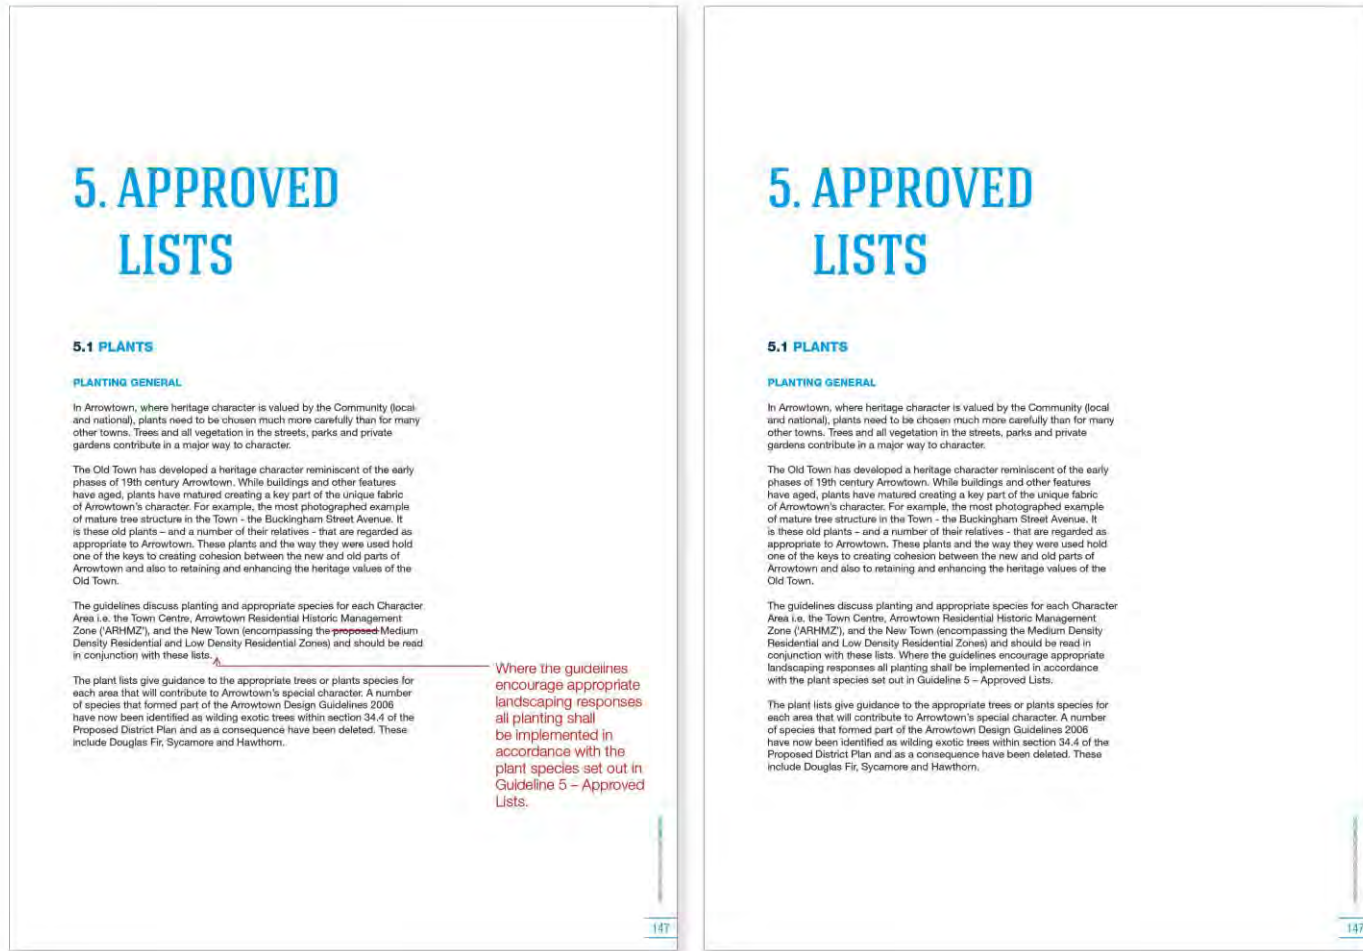 5. APPROVED
LISTS
5.1 PLANTS
PLANTING GENERAL
In Arrowtown, where heritage character is valued by the Community (local
and national), plants need to be chosen much more carefully than for many
other towns. Trees and all vegetation in the streets, parks and private
gardens contribute in a major way to character.
The Old Town has developed a heritage character reminiscent of the early
phases of 19th century Arrowtown. While buildings and other features
have aged, plants have matured creating a key part of the unique fabric
of Arrowtown's character. For example, the most photographed example
of mature tree structure in the Town - the Buckingham Street Avenue. It
is these old plants – and a number of their relatives - that are regarded as
appropriate to Arrowtown. These plants and the way they were used hold
one of the keys to creating cohesion between the new and old parts of
Arrowtown and also to retaining and enhancing the heritage values of the
Old Town.
The guidelines discuss planting and appropriate species for each Character
Area i.e. the Town Centre, Arrowtown Residential Historic Management
Zone ('ARHMZ'), and the New Town (encompassing the proposed Medium
Density Residential and Low Density Residential Zones) and should be read
in conjunction with these lists.
The plant lists give guidance to the appropriate trees or plants species for
each area that will contribute to Arrowtown's special character. A number
of species that formed part of the Arrowtown Design Guidelines 2006
have now been identified as wilding exotic trees within section 34.4 of the
Proposed District Plan and as a consequence have been deleted. These
include Douglas Fir, Sycamore and Hawthorn.
Where the guidelines
encourage appropriate
landscaping responses
all planting shall
be implemented in
accordance with the
plant species set out in
Guideline 5 – Approved
Lists.
147
5. APPROVED
LISTS
5.1 PLANTS
PLANTING GENERAL
In Arrowtown, where heritage character is valued by the Community (local
and national), plants need to be chosen much more carefully than for many
other towns. Trees and all vegetation in the streets, parks and private
gardens contribute in a major way to character.
The Old Town has developed a heritage character reminiscent of the early
phases of 19th century Arrowtown. While buildings and other features
have aged, plants have matured creating a key part of the unique fabric
of Arrowtown's character. For example, the most photographed example
of mature tree structure in the Town - the Buckingham Street Avenue. It
is these old plants – and a number of their relatives - that are regarded as
appropriate to Arrowtown. These plants and the way they were used hold
one of the keys to creating cohesion between the new and old parts of
Arrowtown and also to retaining and enhancing the heritage values of the
Old Town.
The guidelines discuss planting and appropriate species for each Character
Area i.e. the Town Centre, Arrowtown Residential Historic Management
Zone ('ARHMZ'), and the New Town (encompassing the Medium Density
Residential and Low Density Residential Zones) and should be read in
conjunction with these lists. Where the guidelines encourage appropriate
landscaping responses all planting shall be implemented in accordance
with the plant species set out in Guideline 5 – Approved Lists.
The plant lists give guidance to the appropriate trees or plants species for
each area that will contribute to Arrowtown's special character. A number
of species that formed part of the Arrowtown Design Guidelines 2006
have now been identified as wilding exotic trees within section 34.4 of the
Proposed District Plan and as a consequence have been deleted. These
include Douglas Fir, Sycamore and Hawthorn.
147